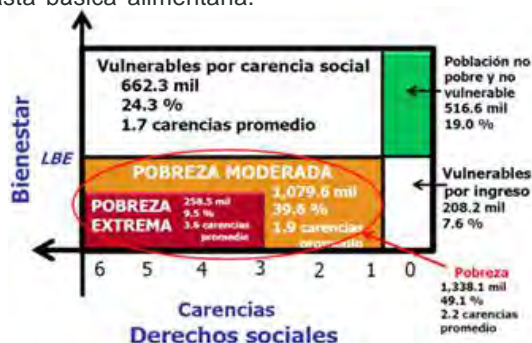 asta básica alimentaria.
Vulnerables por carencia social
662.3 mil
24.3 %
1.7 carencias promedio
Población no
pobre y no
vulnerable
516.6 mil
19.0 %
Bienestar
LBE
POBREZA MODERADA
1,079.6 mil
39.6 %
1.9 carencias
promedio
POBREZA
EXTREMA
258.5 mil
9.5 %
3.6 carencias
promedio
Vulnerables
por ingreso
208.2 mil
7.6 %
6 5 4 3 2 1 0
Pobreza
1,338.1 mil
49.1 %
2.2 carencias
promedio
Carencias
Derechos sociales